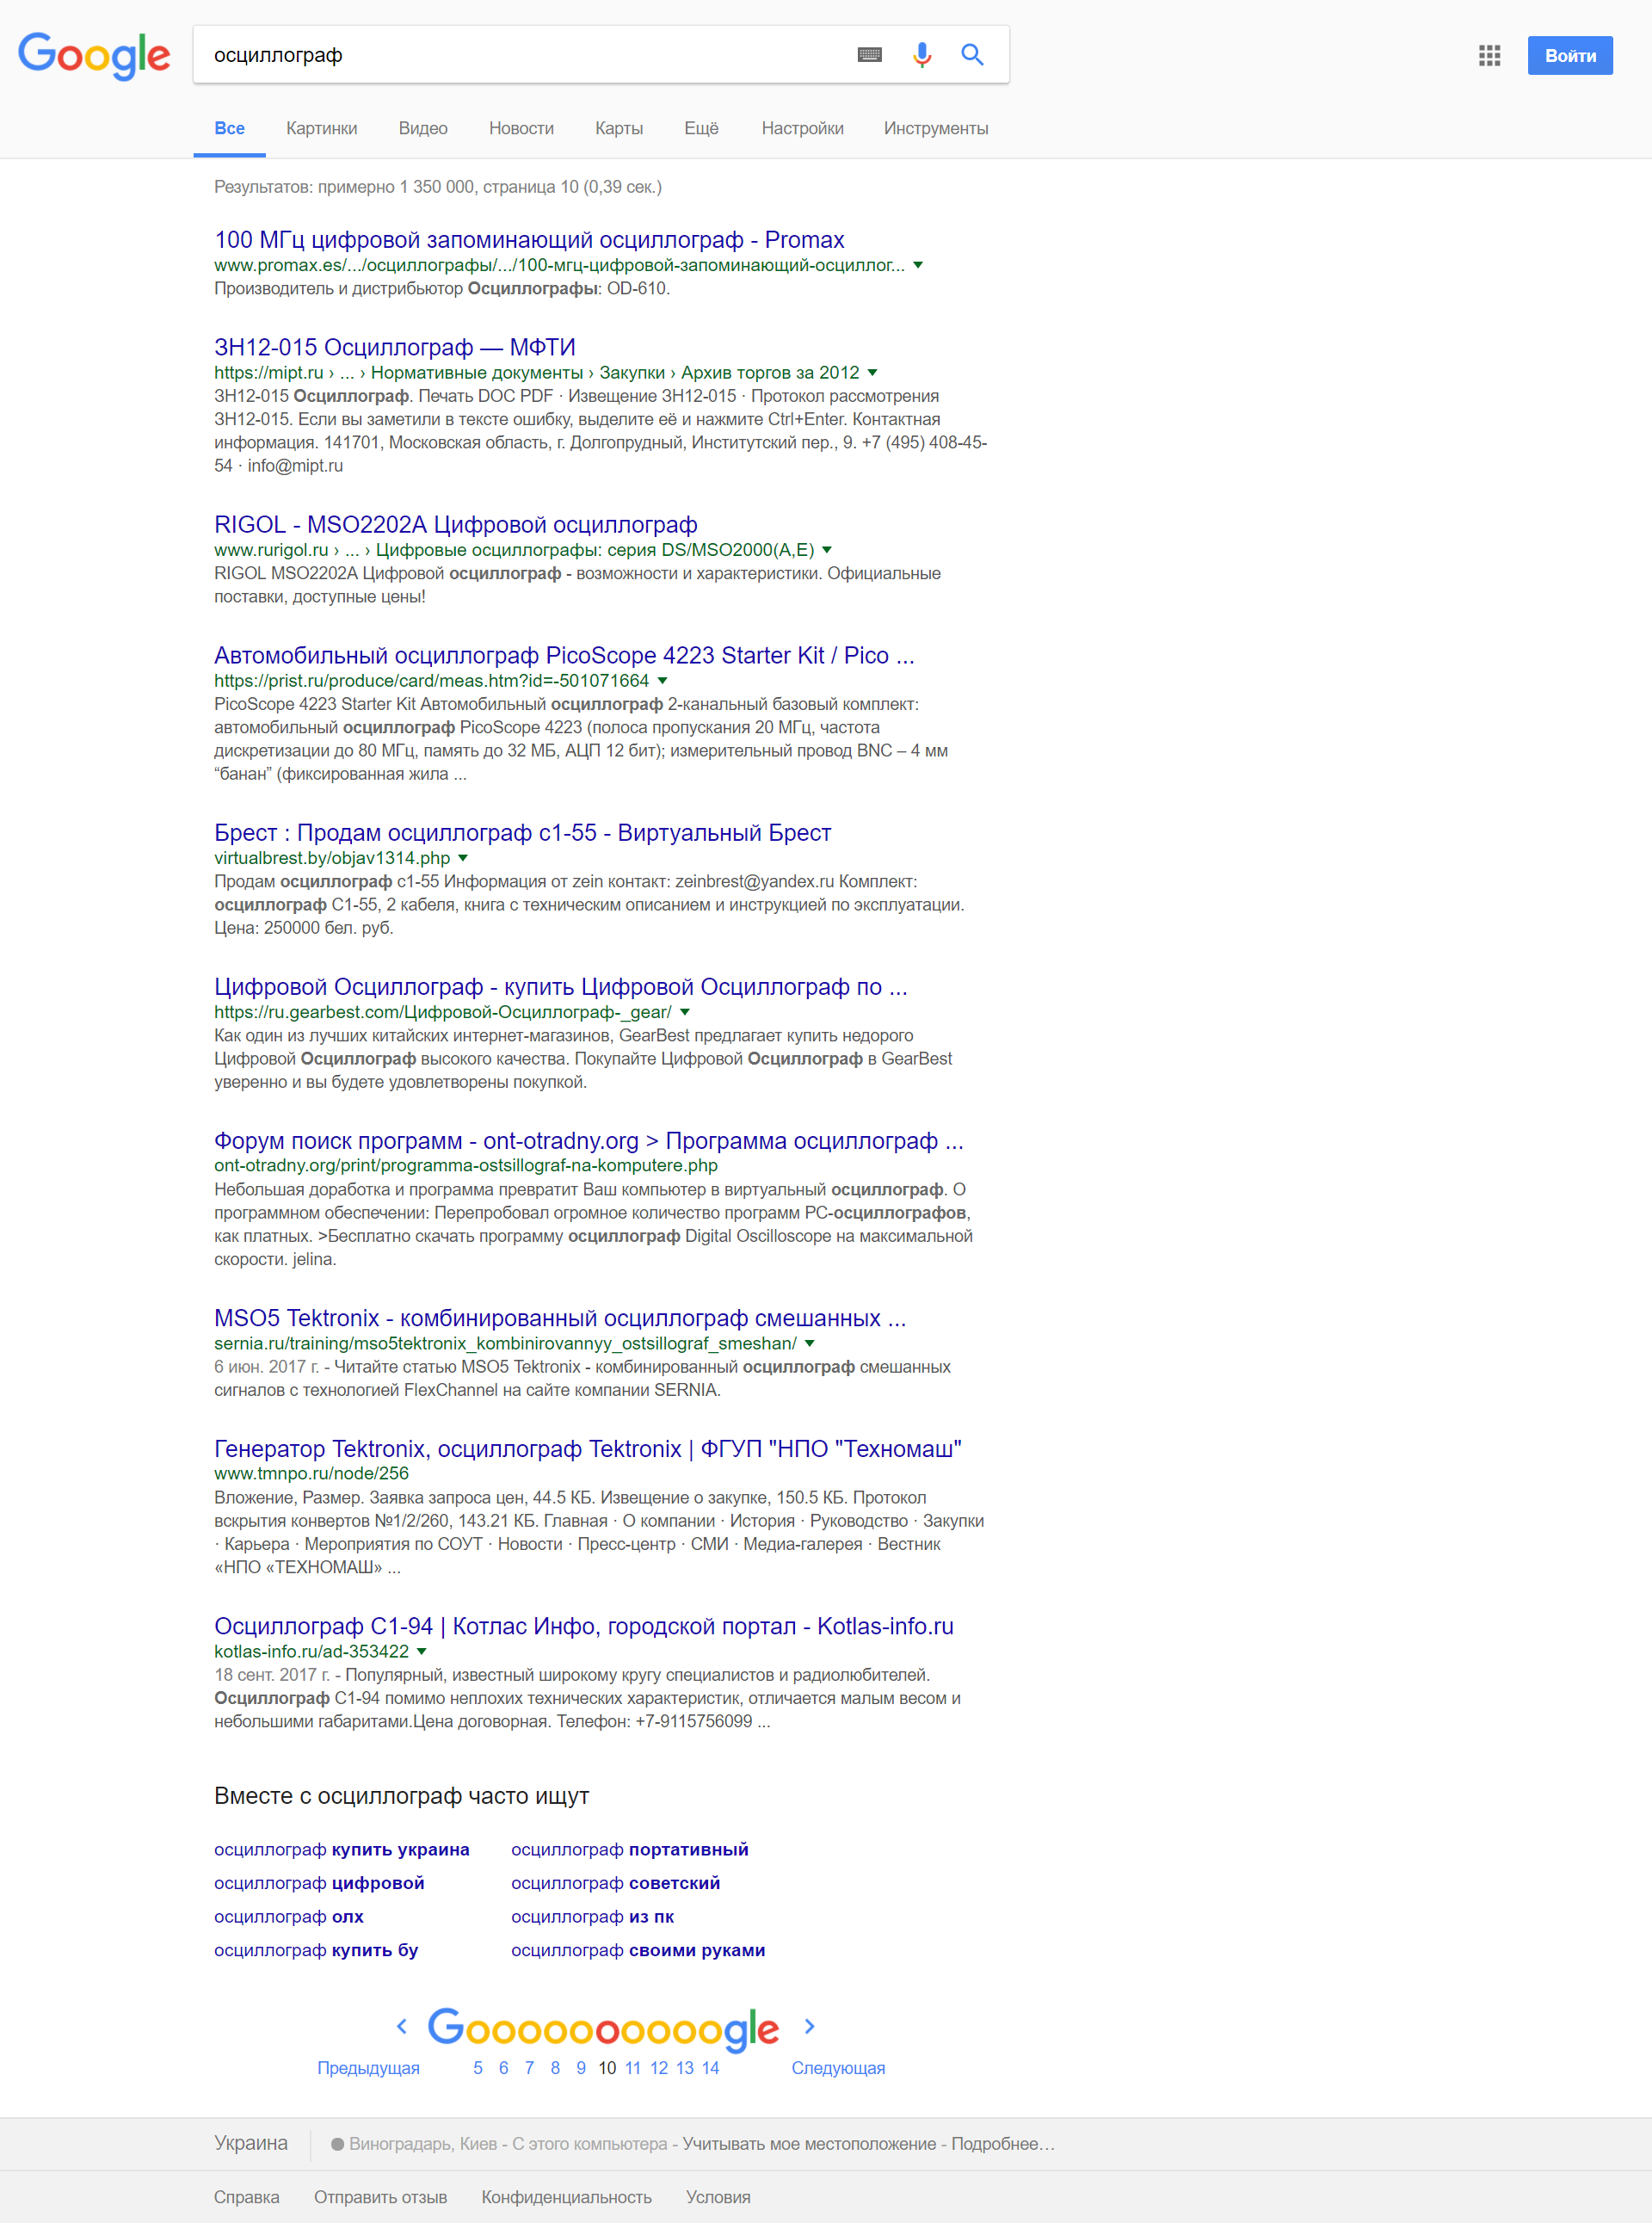 Google
осциллограф
Войти
Все Картинки Видео Новости Карты Ещё Настройки Инструменты
Результатов: примерно 1 350 000, страница 10 (0,39 сек.)
100 МГц цифровой запоминающий осциллограф - Promax
www.promax.es/.../осциллографы/.../100-мгц-цифровой-запоминающий-осциллог...
Производитель и дистрибьютор Осциллографы: OD-610.
ЗН12-015 Осциллограф — МФТИ
https://mipt.ru › ... › Нормативные документы › Закупки › Архив торгов за 2012
ЗН12-015 Осциллограф. Печать DOC PDF · Извещение ЗН12-015 · Протокол рассмотрения
ЗН12-015. Если вы заметили в тексте ошибку, выделите её и нажмите Ctrl+Enter. Контактная
информация. 141701, Московская область, г. Долгопрудный, Институтский пер., 9. +7 (495) 408-45-
54 · info@mipt.ru
RIGOL - MSO2202A Цифровой осциллограф
www.rurigol.ru › ... › Цифровые осциллографы: серия DS/MSO2000(A,E)
RIGOL MSO2202A Цифровой осциллограф - возможности и характеристики. Официальные
поставки, доступные цены!
Автомобильный осциллограф PicoScope 4223 Starter Kit / Pico ...
https://prist.ru/produce/card/meas.htm?id=-501071664
PicoScope 4223 Starter Kit Автомобильный осциллограф 2-канальный базовый комплект:
автомобильный осциллограф PicoScope 4223 (полоса пропускания 20 МГц, частота
дискретизации до 80 МГц, память до 32 МБ, АЦП 12 бит); измерительный провод BNC – 4 мм
“банан” (фиксированная жила ...
Брест : Продам осциллограф с1-55 - Виртуальный Брест
virtualbrest.by/objav1314.php
Продам осциллограф с1-55 Информация от zein контакт: zeinbrest@yandex.ru Комплект:
осциллограф С1-55, 2 кабеля, книга с техническим описанием и инструкцией по эксплуатации.
Цена: 250000 бел. руб.
Цифровой Осциллограф - купить Цифровой Осциллограф по ...
https://ru.gearbest.com/Цифровой-Осциллограф-_gear/
Как один из лучших китайских интернет-магазинов, GearBest предлагает купить недорого
Цифровой Осциллограф высокого качества. Покупайте Цифровой Осциллограф в GearBest
уверенно и вы будете удовлетворены покупкой.
Форум поиск программ - ont-otradny.org > Программа осциллограф ...
ont-otradny.org/print/programma-ostsillograf-na-komputere.php
Небольшая доработка и программа превратит Ваш компьютер в виртуальный осциллограф. О
программном обеспечении: Перепробовал огромное количество программ PC-осциллографов,
как платных. >Бесплатно скачать программу осциллограф Digital Oscilloscope на максимальной
скорости. jelina.
MSO5 Tektronix - комбинированный осциллограф смешанных ...
sernia.ru/training/mso5tektronix_kombinirovannyy_ostsillograf_smeshan/
6 июн. 2017 г. - Читайте статью MSO5 Tektronix - комбинированный осциллограф смешанных
сигналов с технологией FlexChannel на сайте компании SERNIA.
Генератор Tektronix, осциллограф Tektronix | ФГУП "НПО "Техномаш"
www.tmnpo.ru/node/256
Вложение, Размер. Заявка запроса цен, 44.5 КБ. Извещение о закупке, 150.5 КБ. Протокол
вскрытия конвертов №1/2/260, 143.21 КБ. Главная · О компании · История · Руководство · Закупки
· Карьера · Мероприятия по СОУТ · Новости · Пресс-центр · СМИ · Медиа-галерея · Вестник
«НПО «ТЕХНОМАШ» ...
Осциллограф С1-94 | Котлас Инфо, городской портал - Kotlas-info.ru
kotlas-info.ru/ad-353422
18 сент. 2017 г. - Популярный, известный широкому кругу специалистов и радиолюбителей.
Осциллограф С1-94 помимо неплохих технических характеристик, отличается малым весом и
небольшими габаритами.Цена договорная. Телефон: +7-9115756099 ...
Вместе с осциллограф часто ищут
осциллограф купить украина осциллограф портативный
осциллограф цифровой осциллограф советский
осциллограф олх осциллограф из пк
осциллограф купить бу осциллограф своими руками
Goooooooooogle
Предыдущая 5 6 7 8 9 10 11 12 13 14 Следующая
Украина Виноградарь, Киев - С этого компьютера - Учитывать мое местоположение - Подробнее…
Справка Отправить отзыв Конфиденциальность Условия